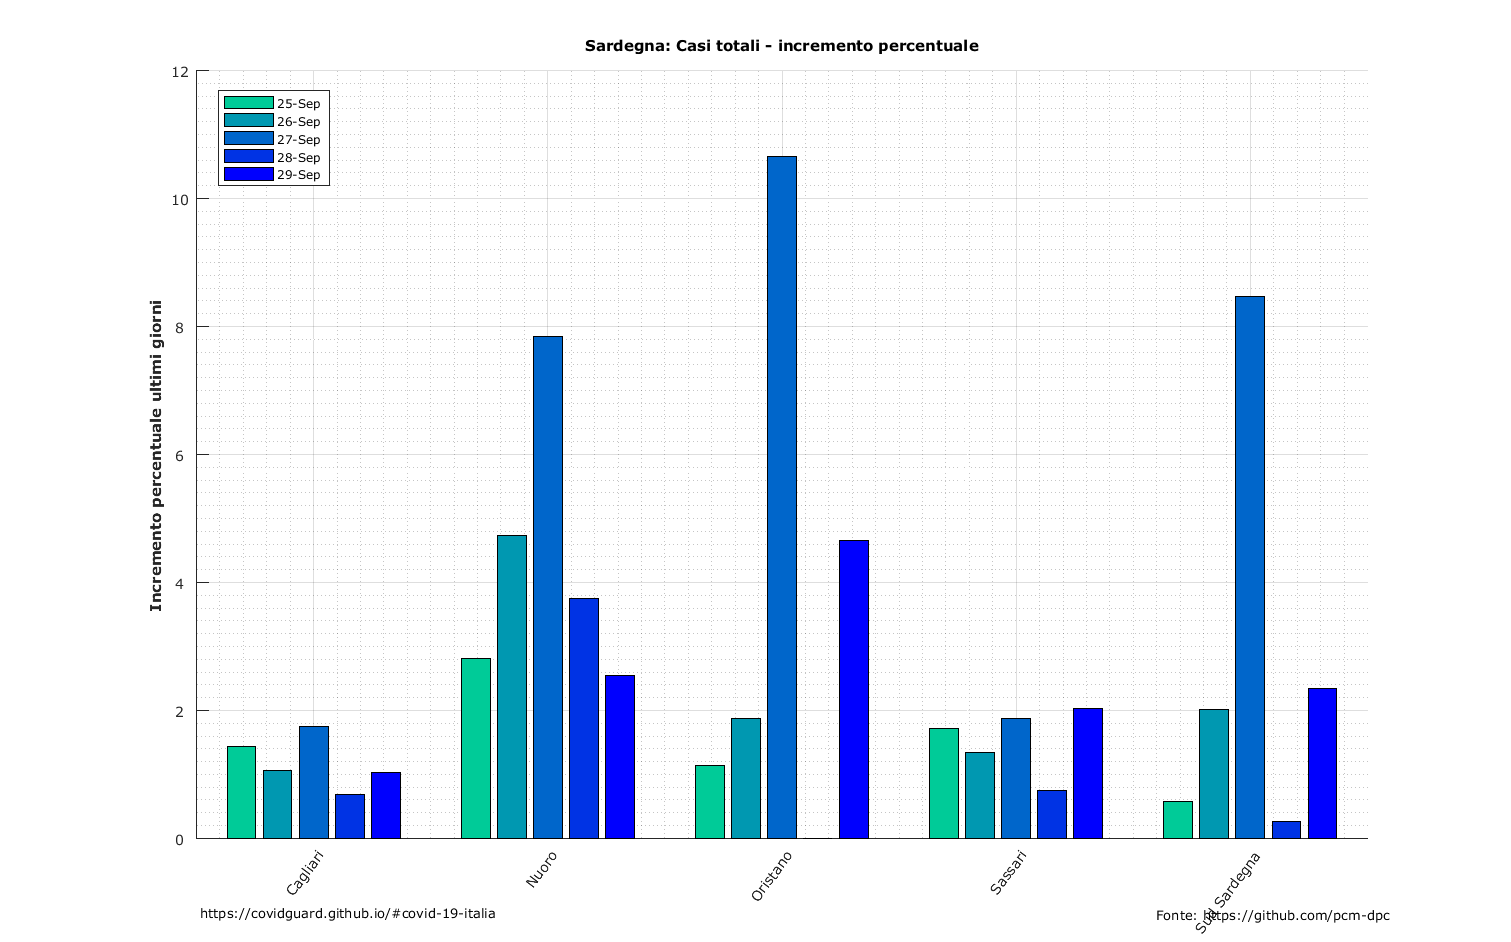 Sardegna: Casi totali - incremento percentuale
12
10
8
6
4
2
0
Incremento percentuale ultimi giorni
25-Sep
26-Sep
27-Sep
28-Sep
29-Sep
Cagliari
Nuoro
Oristano
Sassari
Sud Sardegna
https://covidguard.github.io/#covid-19-italia
Fonte: https://github.com/pcm-dpc